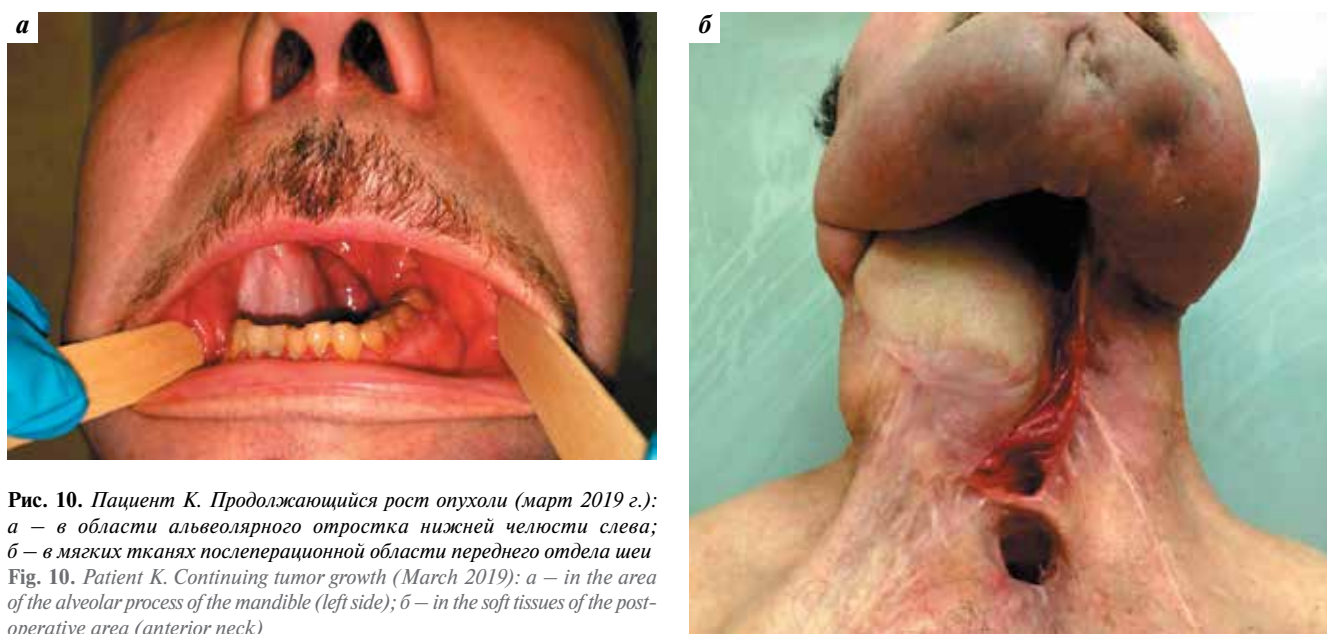 а
б
Рис. 10. Пациент К. Продолжающийся рост опухоли (март 2019 г.):
а — в области альвеолярного отростка нижней челюсти слева;
б — в мягких тканях послеперационной области переднего отдела шеи
Fig. 10. Patient K. Continuing tumor growth (March 2019): а — in the area
of the alveolar process of the mandible (left side); б — in the soft tissues of the post-
operative area (anterior neck)